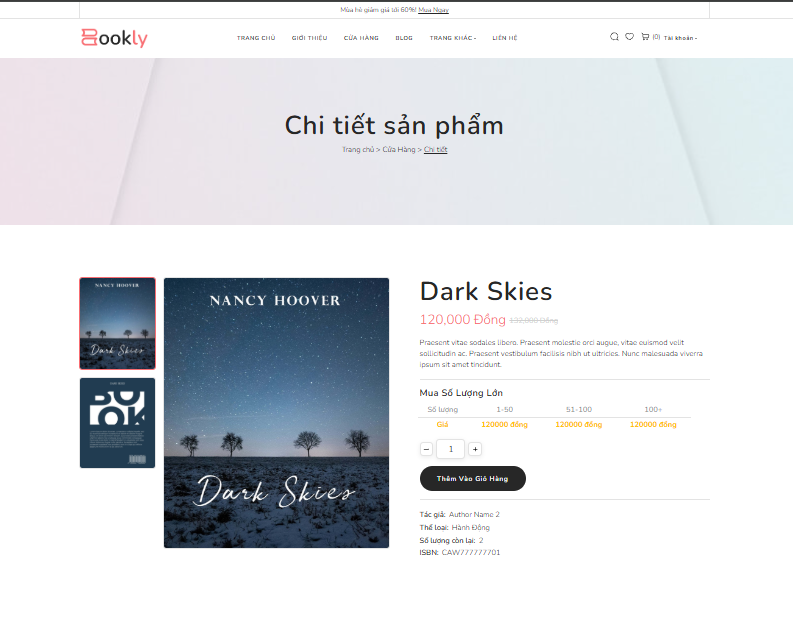 Mùa hè giảm giá tới 60%! Mua Ngay
Bookly
TRANG CHỦ GIỚI THIỆU CỬA HÀNG BLOG TRANG KHÁC LIÊN HỆ
(0) Tài khoản
Chi tiết sản phẩm
Trang chủ > Cửa Hàng > Chi tiết
NANCY HOOVER
Dark Skies
NANCY HOOVER
Dark Skies
Dark Skies
120,000 Đồng 132,000 Đồng
Praesent vitae sodales libero. Praesent molestie orci augue, vitae euismod velit
sollicitudin ac. Praesent vestibulum facilisis nibh ut ultricies. Nunc malesuada viverra
ipsum sit amet tincidunt.
Mua Số Lượng Lớn
Số lượng 1-50 51-100 100+
Giá 120000 đồng 120000 đồng 120000 đồng
− 1 +
Thêm Vào Giỏ Hàng
Tác giả: Author Name 2
Thể loại: Hành Động
Số lượng còn lại: 2
ISBN: CAW777777701